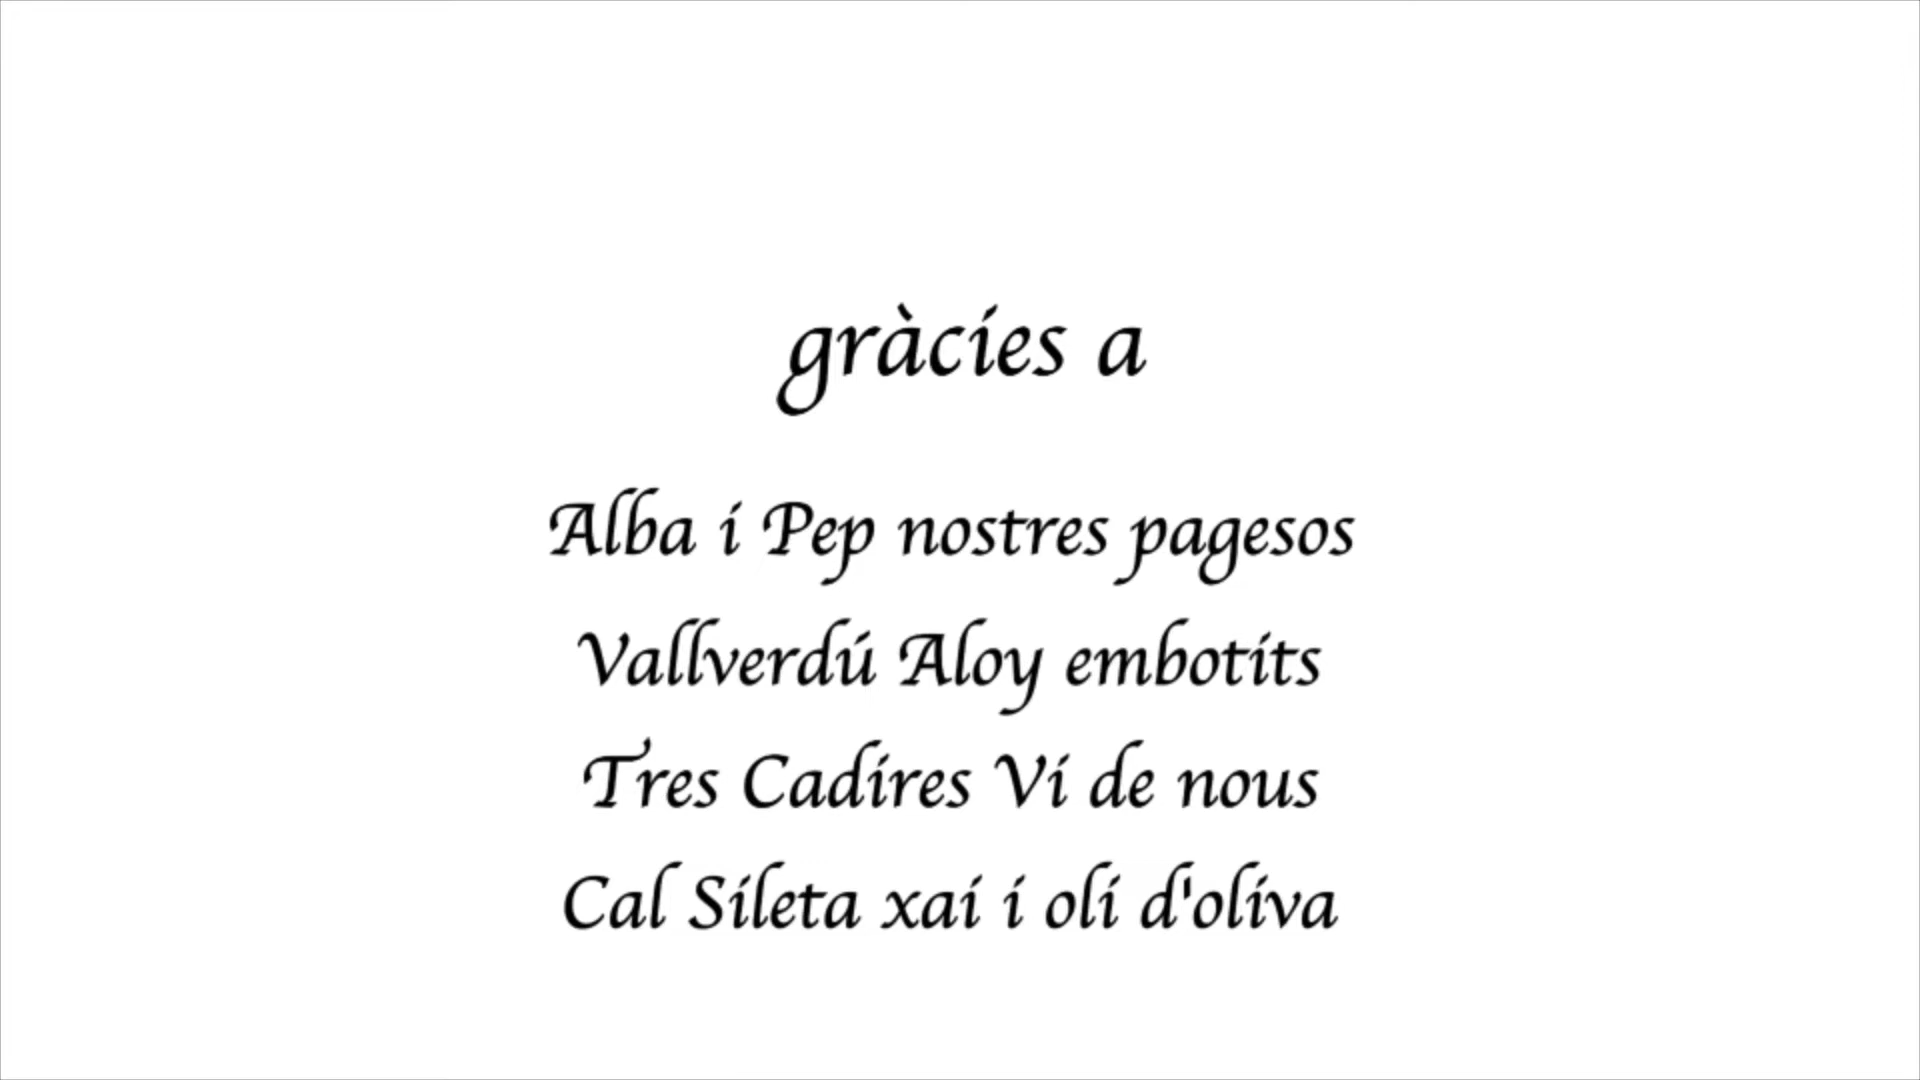 gràcies a
Alba i Pep nostres pagesos
Vallverdú Aloy embotits
Tres Cadires Vi de nous
Cal Sileta xai i oli d'oliva